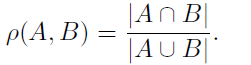 ρ(A, B) = |A ∩ B| / |A ∪ B|.